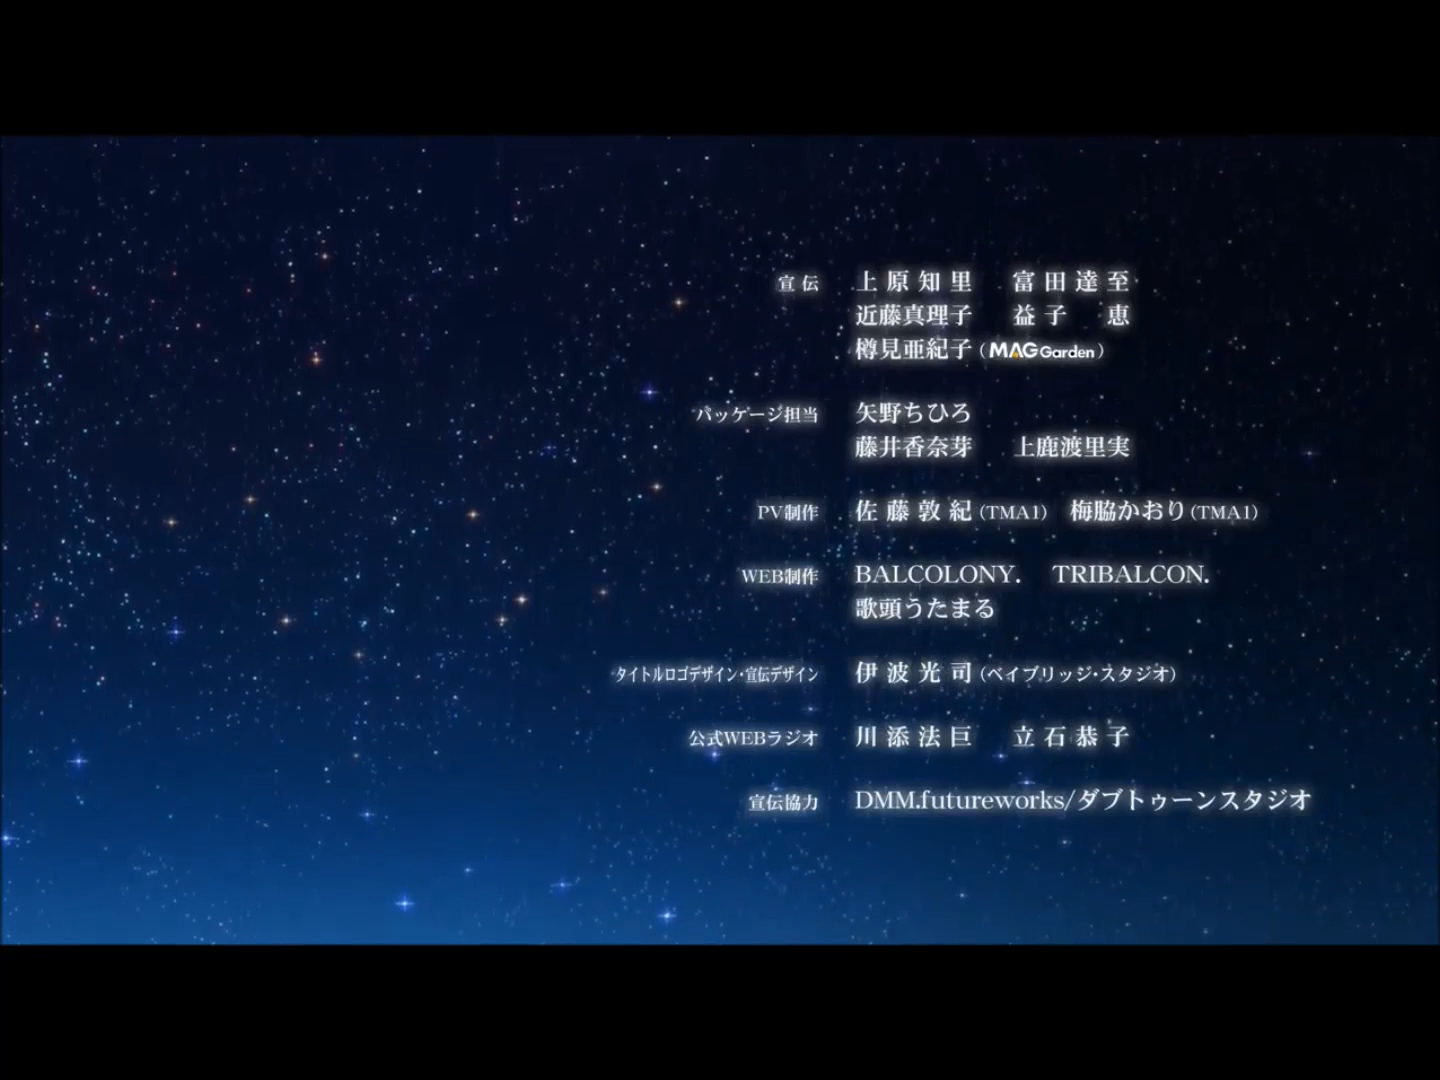 宣伝 上原知里 富田達至
近藤真理子 益子 恵
樽見亜紀子(MAG Garden)
パッケージ担当 矢野ちひろ
藤井香奈芽 上鹿渡里実
PV制作 佐藤敦紀(TMA1) 梅脇かおり(TMA1)
WEB制作 BALCOLONY. TRIBALCON.
歌頭うたまる
タイトルロゴデザイン・宣伝デザイン 伊波光司(ベイブリッジ・スタジオ)
公式WEBラジオ 川添法巨 立石恭子
宣伝協力 DMM.futureworks/ダブトゥーンスタジオ